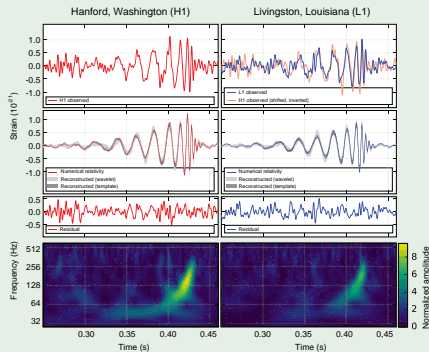 Hanford, Washington (H1)
Livingston, Louisiana (L1)
1.0
0.5
0.0
-0.5
-1.0
H1 observed
L1 observed
H1 observed (shifted, inverted)
Strain (10⁻²¹)
1.0
0.5
0.0
-0.5
-1.0
Numerical relativity
Reconstructed (wavelet)
Reconstructed (template)
Numerical relativity
Reconstructed (wavelet)
Reconstructed (template)
0.5
0.0
-0.5
Residual
Residual
Frequency (Hz)
512
256
128
64
32
8
6
4
2
0
Normalized amplitude
0.30
0.35
0.40
0.45
0.30
0.35
0.40
0.45
Time (s)
Time (s)